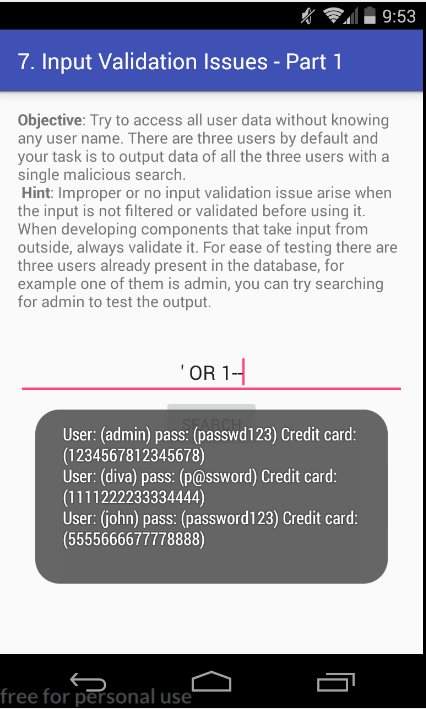 9:53
7. Input Validation Issues - Part 1
Objective: Try to access all user data without knowing
any user name. There are three users by default and
your task is to output data of all the three users with a
single malicious search.
Hint: Improper or no input validation issue arise when
the input is not filtered or validated before using it.
When developing components that take input from
outside, always validate it. For ease of testing there are
three users already present in the database, for
example one of them is admin, you can try searching
for admin to test the output.
' OR 1--
SEARCH
User: (admin) pass: (passwd123) Credit card:
(1234567812345678)
User: (diva) pass: (p@ssword) Credit card:
(1111222233334444)
User: (john) pass: (password123) Credit card:
(5555666677778888)
free for personal use